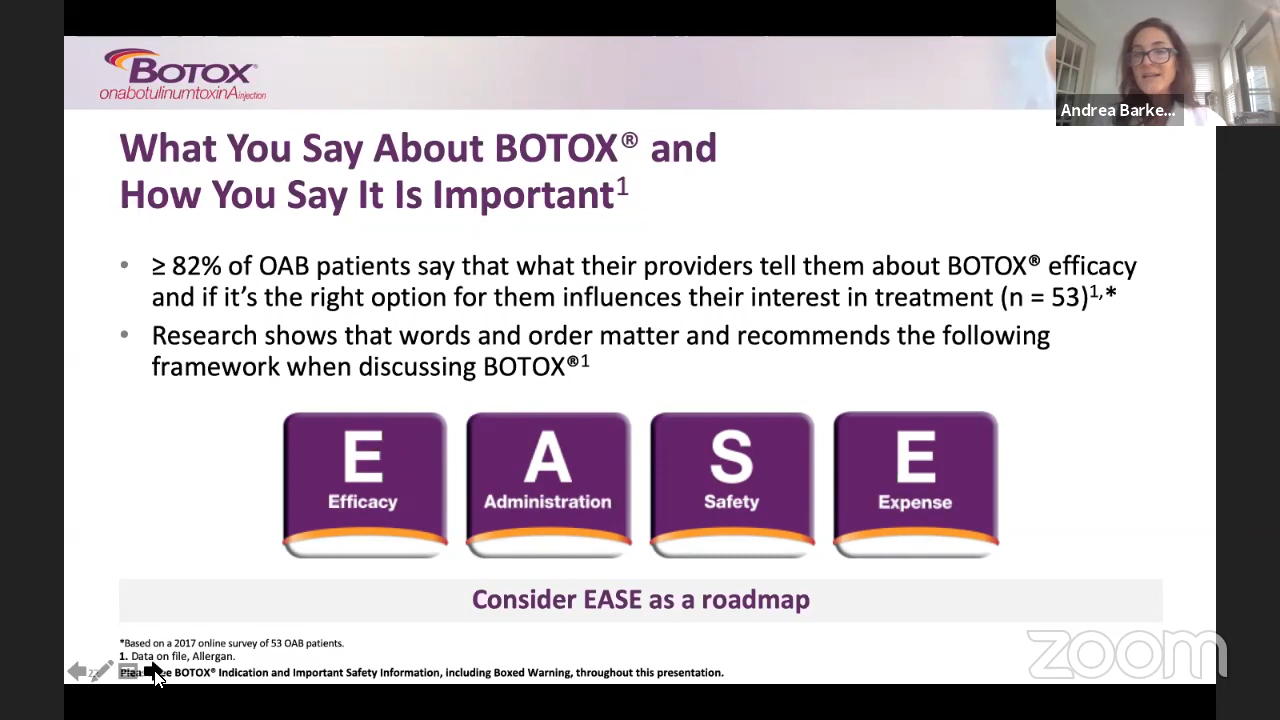 BOTOX®
onabotulinumtoxinA injection
Andrea Barke...
What You Say About BOTOX® and
How You Say It Is Important1
• ≥ 82% of OAB patients say that what their providers tell them about BOTOX® efficacy
and if it’s the right option for them influences their interest in treatment (n = 53)1,*
• Research shows that words and order matter and recommends the following
framework when discussing BOTOX®1
E
Efficacy
A
Administration
S
Safety
E
Expense
Consider EASE as a roadmap
*Based on a 2017 online survey of 53 OAB patients.
1. Data on file, Allergan.
BOTOX® Indication and Important Safety Information, including Boxed Warning, throughout this presentation.
zoom